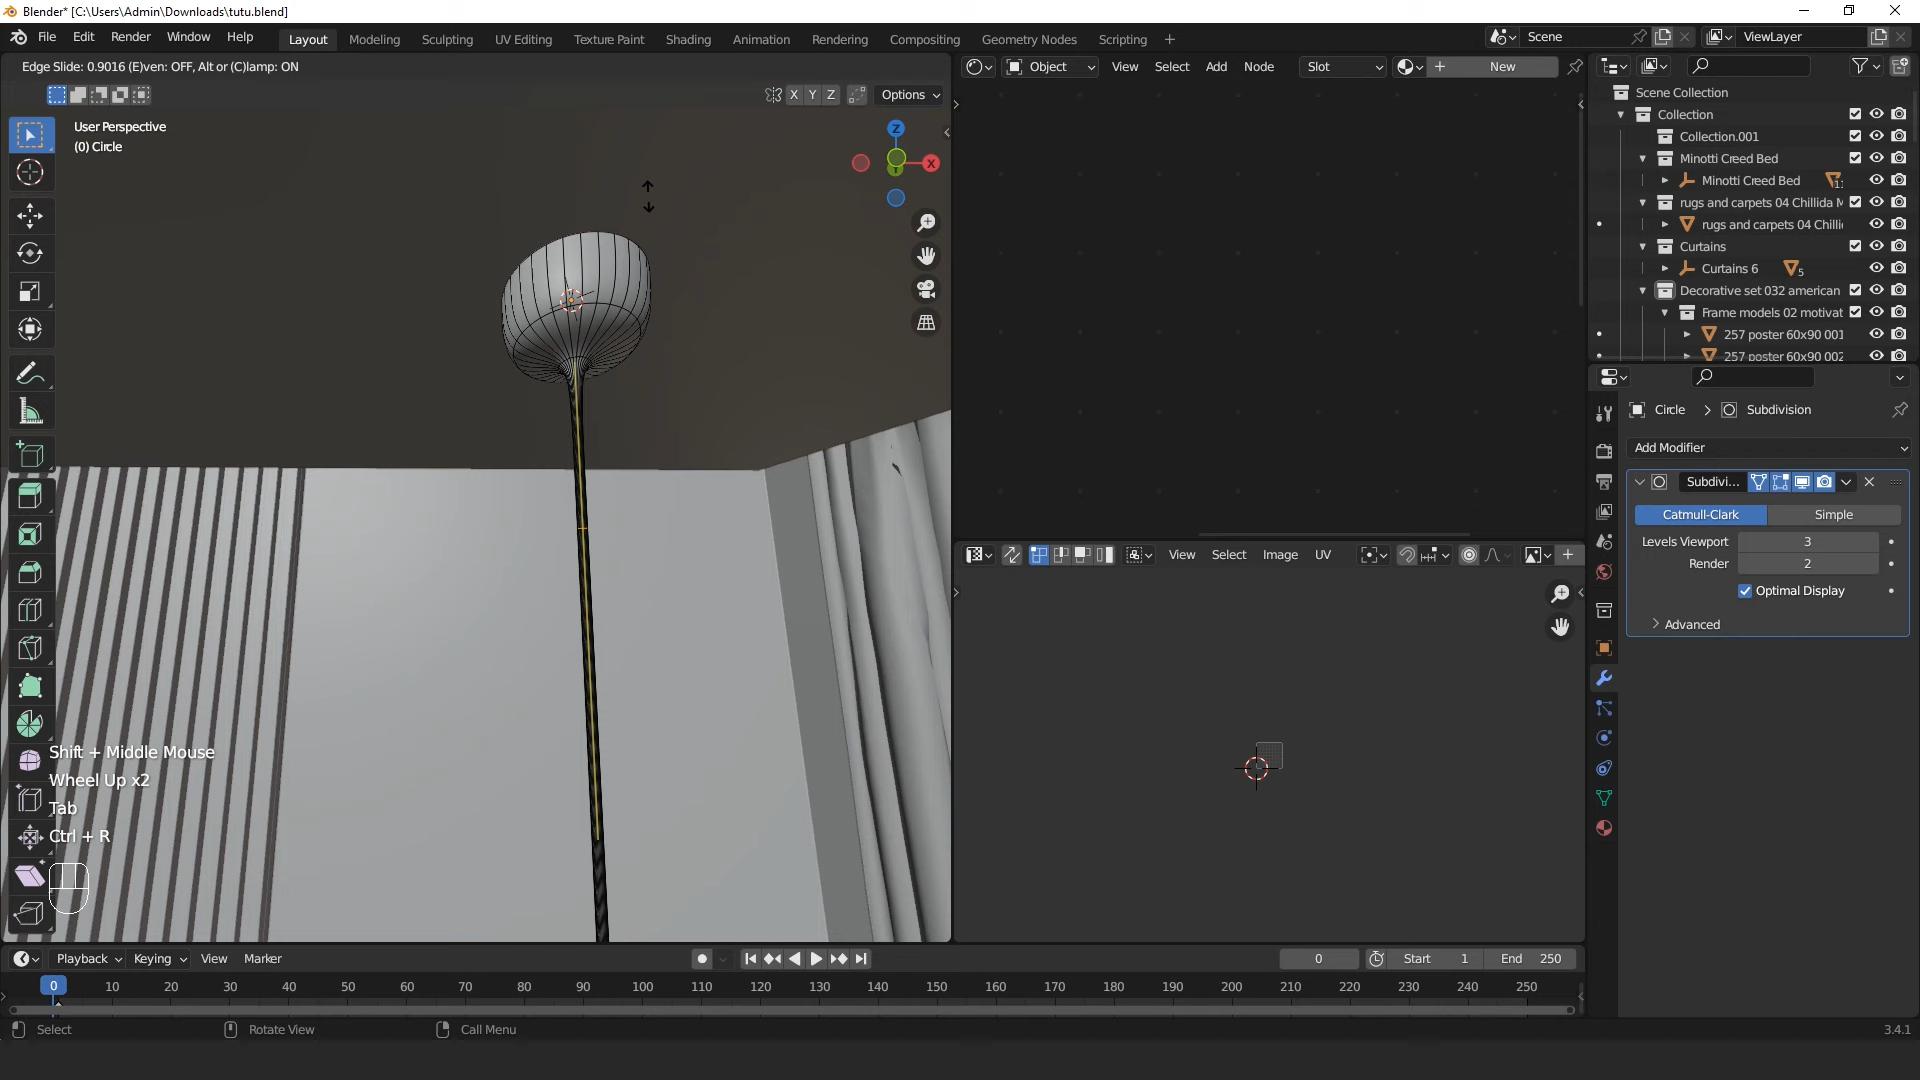 Blender* [C:\Users\Admin\Downloads\tutu.blend]
File Edit Render Window Help Layout Modeling Sculpting UV Editing Texture Paint Shading Animation Rendering Compositing Geometry Nodes Scripting Scene ViewLayer
Edge Slide: 0.9016 (E)ven: OFF, Alt or (C)lamp: ON
X Y Z Options
User Perspective
(0) Circle
Z
X
Shift + Middle Mouse
Wheel Up x2
Tab
Ctrl + R
Object View Select Add Node Slot New
View Select Image UV
Scene Collection
Collection
Collection.001
Minotti Creed Bed
Minotti Creed Bed
rugs and carpets 04 Chillida M
rugs and carpets 04 Chilli
Curtains
Curtains 6 5
Decorative set 032 american
Frame models 02 motivat
257 poster 60x90 001
257 poster 60x90 002
Circle Subdivision
Add Modifier
Subdivi...
Catmull-Clark Simple
Levels Viewport 3
Render 2
Optimal Display
Advanced
Playback Keying View Marker 0 Start 1 End 250
0 10 20 30 40 50 60 70 80 90 100 110 120 130 140 150 160 170 180 190 200 210 220 230 240 250
Select Rotate View Call Menu 3.4.1